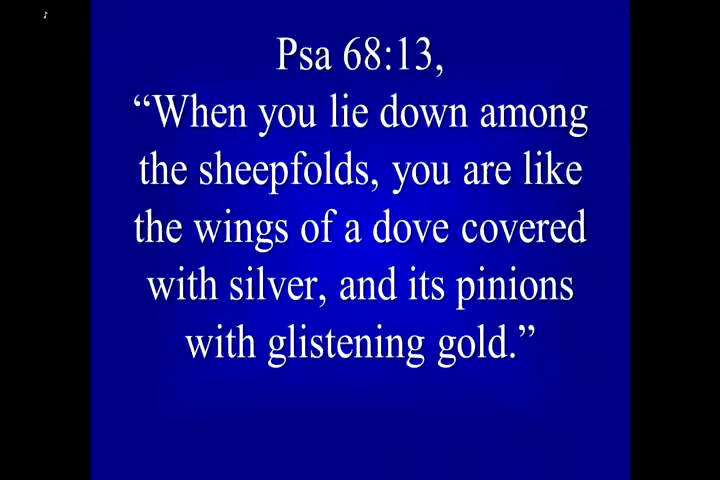 Psa 68:13,
“When you lie down among
the sheepfolds, you are like
the wings of a dove covered
with silver, and its pinions
with glistening gold.”